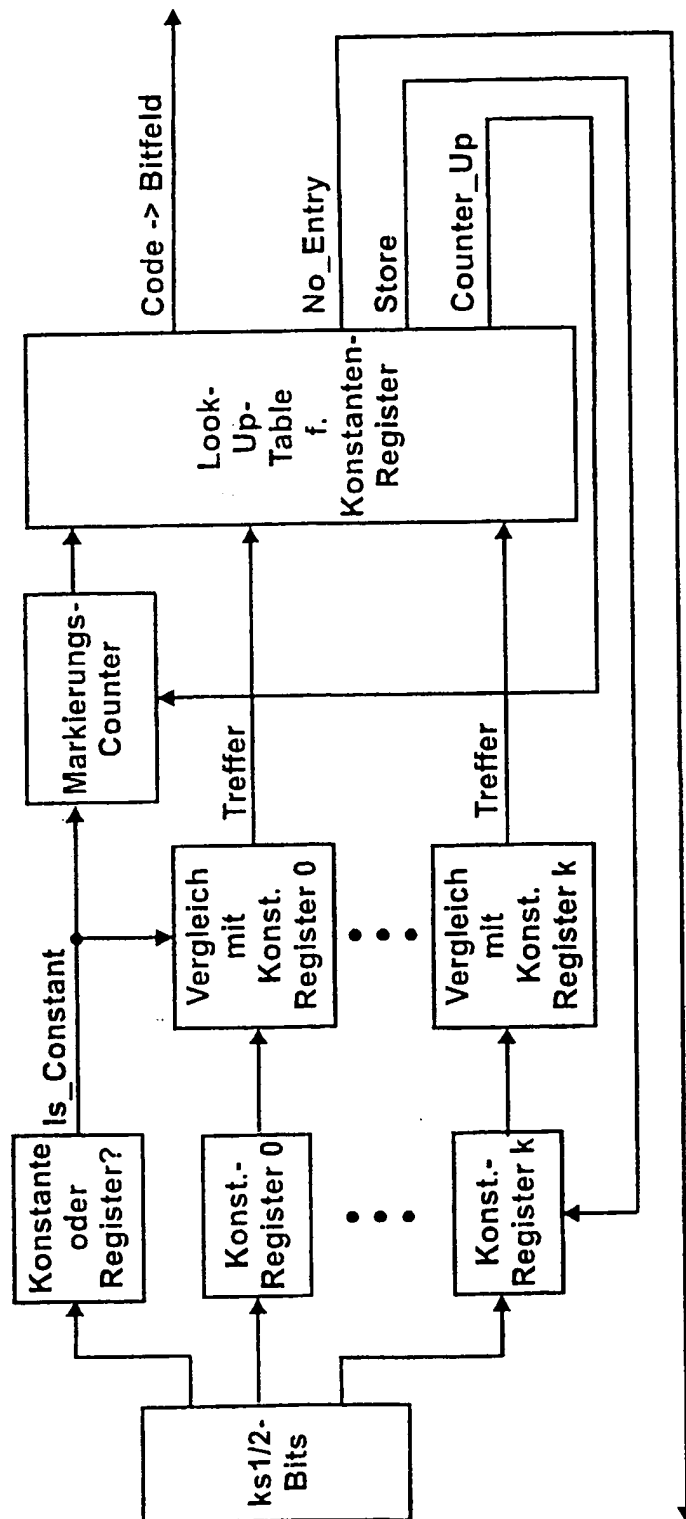 ks1/2-
Bits
Konstante
oder
Register?
Is_Constant
Konst.-
Register 0
Konst.-
Register k
Vergleich
mit
Konst.
Register 0
Vergleich
mit
Konst.
Register k
Markierungs-
Counter
Treffer
Treffer
Look-
Up-
Table
f.
Konstanten-
Register
Code -> Bitfeld
No_Entry
Store
Counter_Up